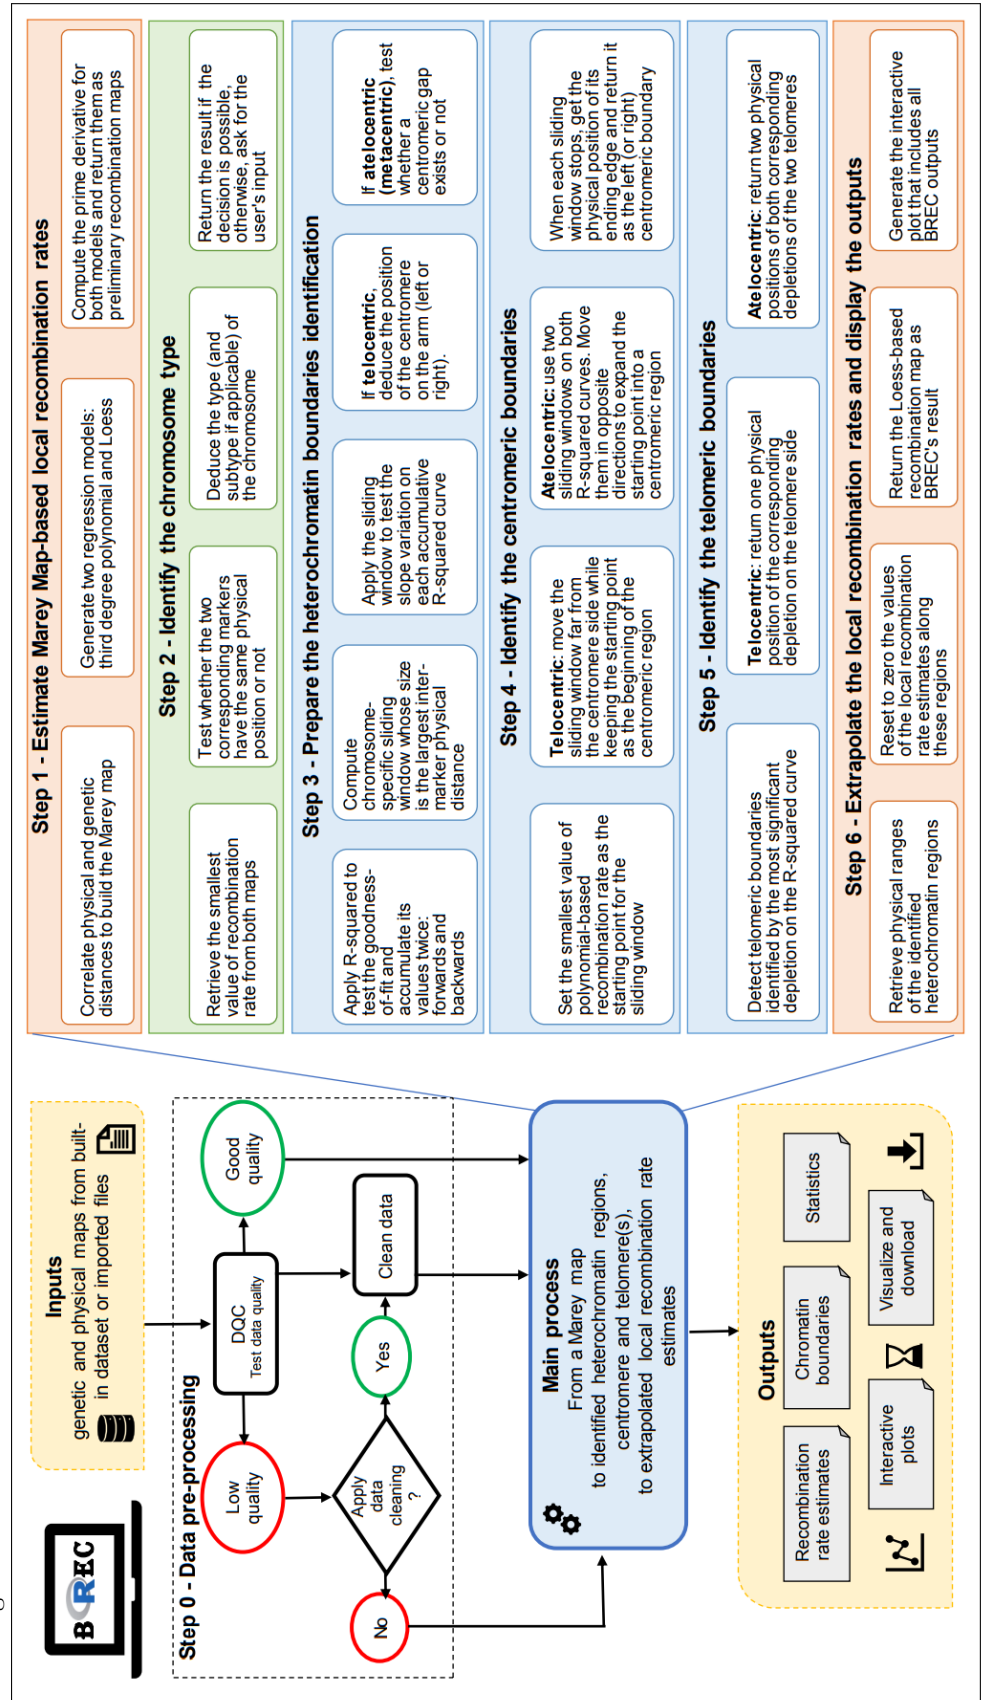 BREC
Inputs
genetic and physical maps from built-
in dataset or imported files
Step 0 - Data pre-processing
Low
quality
DQC
Test data quality
Good
quality
Apply
data
cleaning
?
No
Yes
Clean data
Main process
From a Marey map
to identified heterochromatin regions,
centromere and telomere(s),
to extrapolated local recombination rate
estimates
Outputs
Recombination
rate estimates
Chromatin
boundaries
Statistics
Interactive
plots
Visualize and
download
Step 1 - Estimate Marey Map-based local recombination rates
Correlate physical and genetic
distances to build the Marey map
Generate two regression models:
third degree polynomial and Loess
Compute the prime derivative for
both models and return them as
preliminary recombination maps
Step 2 - Identify the chromosome type
Retrieve the smallest
value of recombination
rate from both maps
Test whether the two
corresponding markers
have the same physical
position or not
Deduce the type (and
subtype if applicable) of
the chromosome
Return the result if the
decision is possible,
otherwise, ask for the
user's input
Step 3 - Prepare the heterochromatin boundaries identification
Apply R-squared to
test the goodness-
of-fit and
accumulate its
values twice:
forwards and
backwards
Compute
chromosome-
specific sliding
window whose size
is the largest inter-
marker physical
distance
Apply the sliding
window to test the
slope variation on
each accumulative
R-squared curve
If telocentric,
deduce the position
of the centromere
on the arm (left or
right).
If atelocentric
(metacentric), test
whether a
centromeric gap
exists or not
Step 4 - Identify the centromeric boundaries
Set the smallest value of
polynomial-based
recombination rate as the
starting point for the
sliding window
Telocentric: move the
sliding window far from
the centromere side while
keeping the starting point
as the beginning of the
centromeric region
Atelocentric: use two
sliding windows on both
R-squared curves. Move
them in opposite
directions to expand the
starting point into a
centromeric region
When each sliding
window stops, get the
physical position of its
ending edge and return it
as the left (or right)
centromeric boundary
Step 5 - Identify the telomeric boundaries
Detect telomeric boundaries
identified by the most significant
depletion on the R-squared curve
Telocentric: return one physical
position of the corresponding
depletion on the telomere side
Atelocentric: return two physical
positions of both corresponding
depletions of the two telomeres
Step 6 - Extrapolate the local recombination rates and display the outputs
Retrieve physical ranges
of the identified
heterochromatin regions
Reset to zero the values
of the local recombination
rate estimates along
these regions
Return the Loess-based
recombination map as
BREC's result
Generate the interactive
plot that includes all
BREC outputs